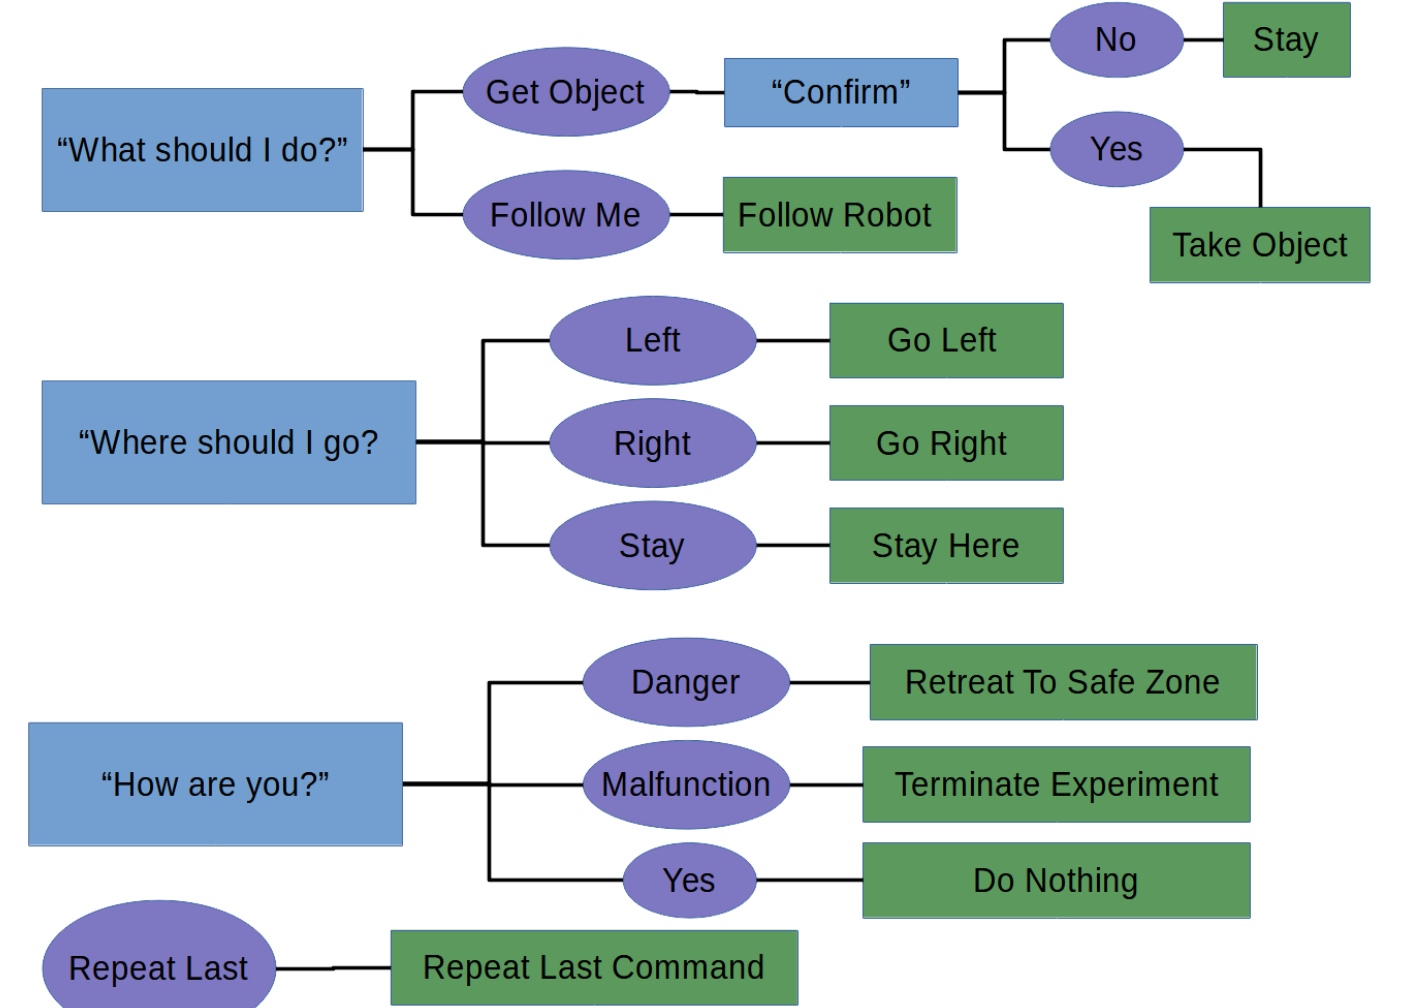 “What should I do?”
Get Object
“Confirm”
No
Stay
Yes
Take Object
Follow Me
Follow Robot
“Where should I go?
Left
Go Left
Right
Go Right
Stay
Stay Here
“How are you?”
Danger
Retreat To Safe Zone
Malfunction
Terminate Experiment
Yes
Do Nothing
Repeat Last
Repeat Last Command